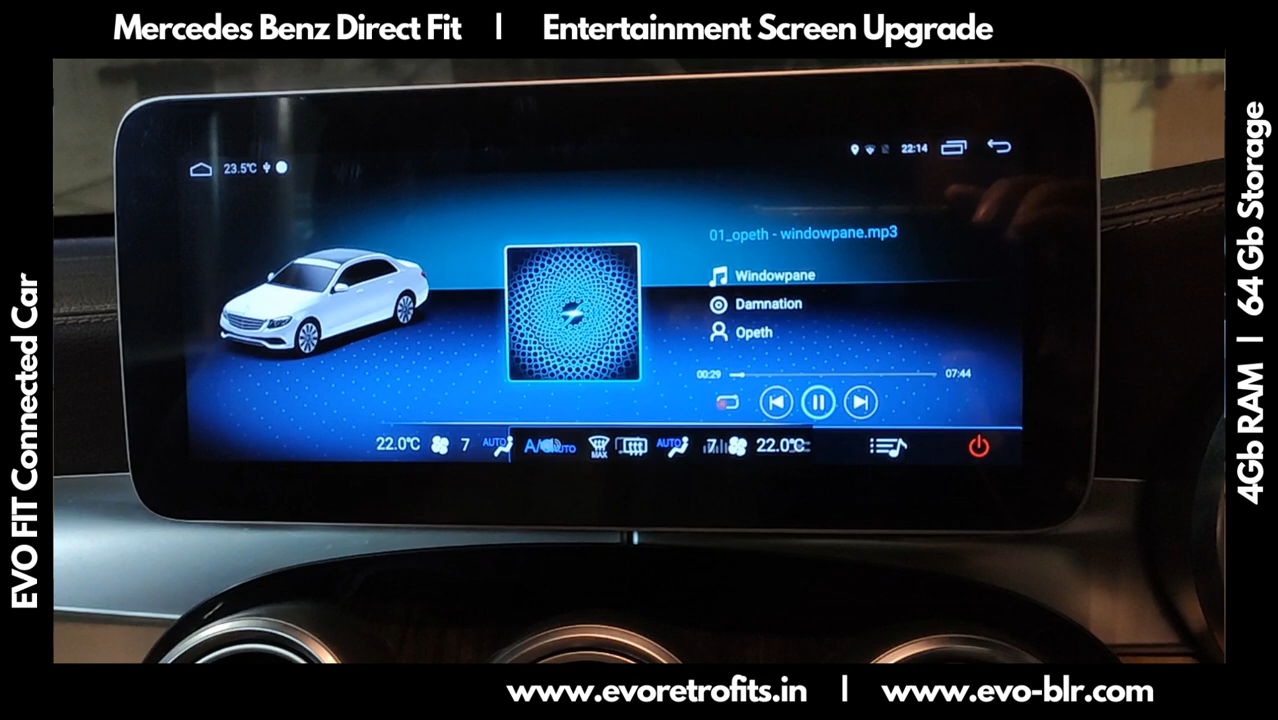 Mercedes Benz Direct Fit | Entertainment Screen Upgrade
EVO FIT Connected Car
23.5℃
22:14
01_opeth - windowpane.mp3
Windowpane
Damnation
Opeth
00:29
07:44
22.0℃ 7 AUTO A/C AUTO MAX AUTO 7 22.0℃
4Gb RAM | 64 Gb Storage
www.evoretrofits.in | www.evo-blr.com